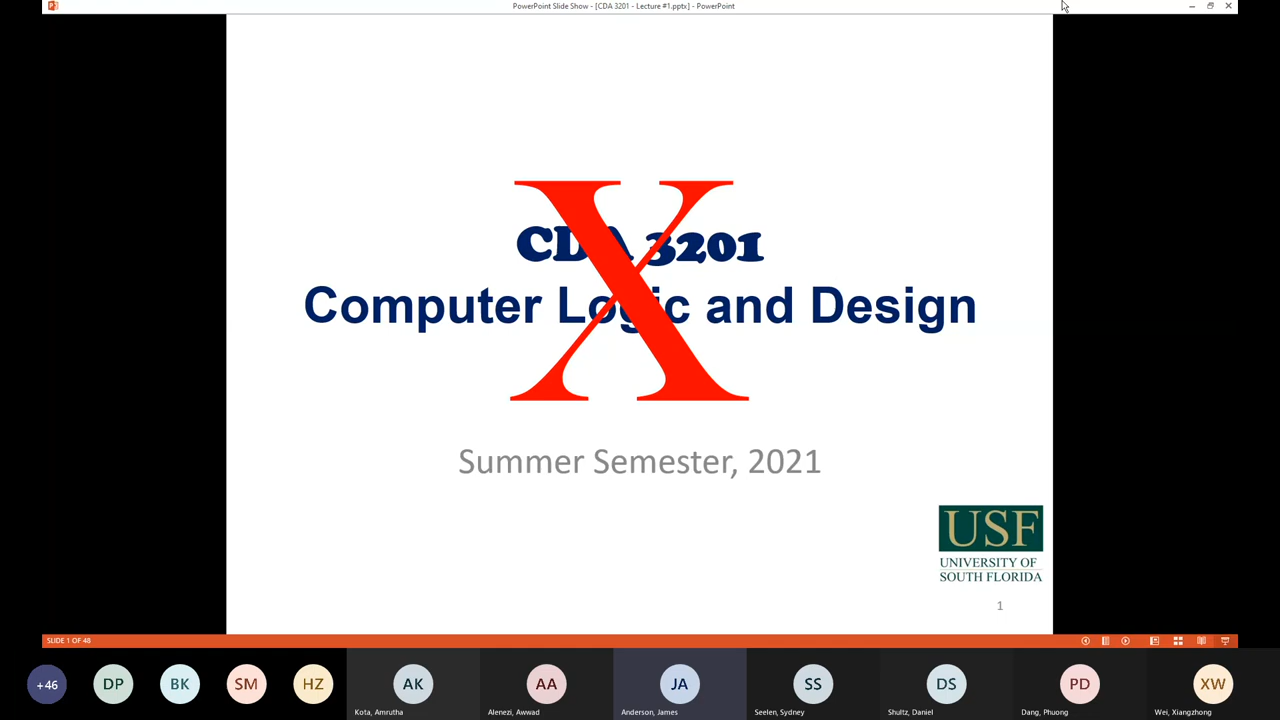 PowerPoint Slide Show - [CDA 3201 - Lecture #1.pptx] - PowerPoint
X
CDA 3201
Computer Logic and Design
Summer Semester, 2021
USF
UNIVERSITY OF
SOUTH FLORIDA
1
SLIDE 1 OF 48
+46
DP
BK
SM
HZ
AK
AA
JA
SS
DS
PD
XW
Kota, Amrutha
Alenezi, Awwad
Anderson, James
Seelen, Sydney
Shultz, Daniel
Dang, Phuong
Wei, Xiangzhong